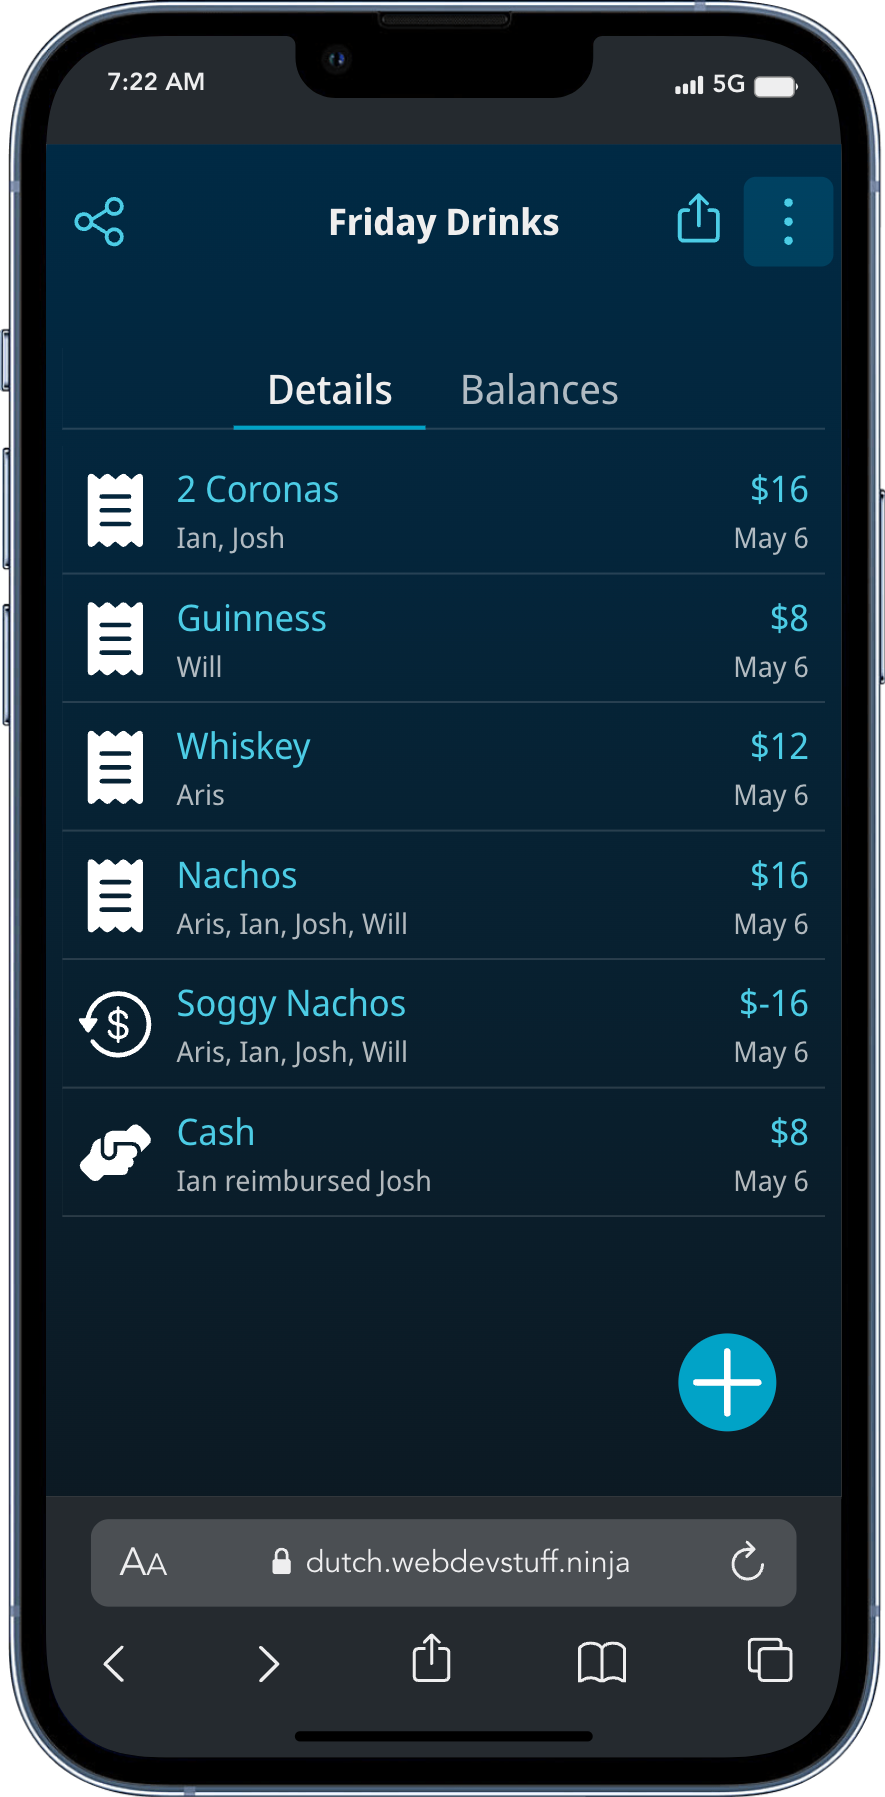 7:22 AM 5G
Friday Drinks
Details Balances
2 Coronas $16
Ian, Josh May 6
Guinness $8
Will May 6
Whiskey $12
Aris May 6
Nachos $16
Aris, Ian, Josh, Will May 6
$ Soggy Nachos $-16
Aris, Ian, Josh, Will May 6
Cash $8
Ian reimbursed Josh May 6
AA dutch.webdevstuff.ninja